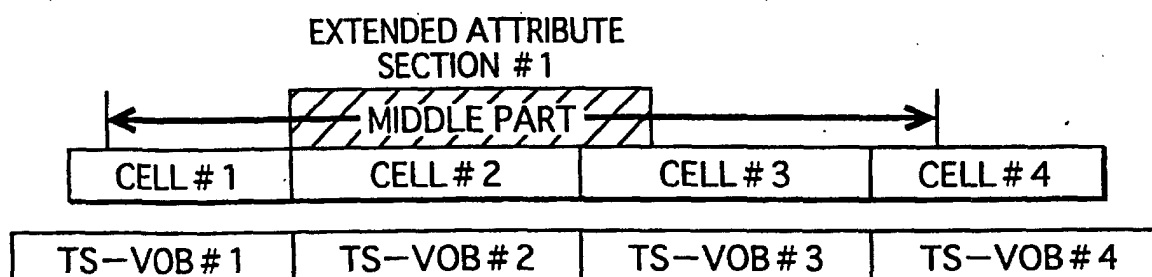 EXTENDED ATTRIBUTE
SECTION #1
MIDDLE PART
CELL#1 CELL#2 CELL#3 CELL#4
TS-VOB#1 TS-VOB#2 TS-VOB#3 TS-VOB#4